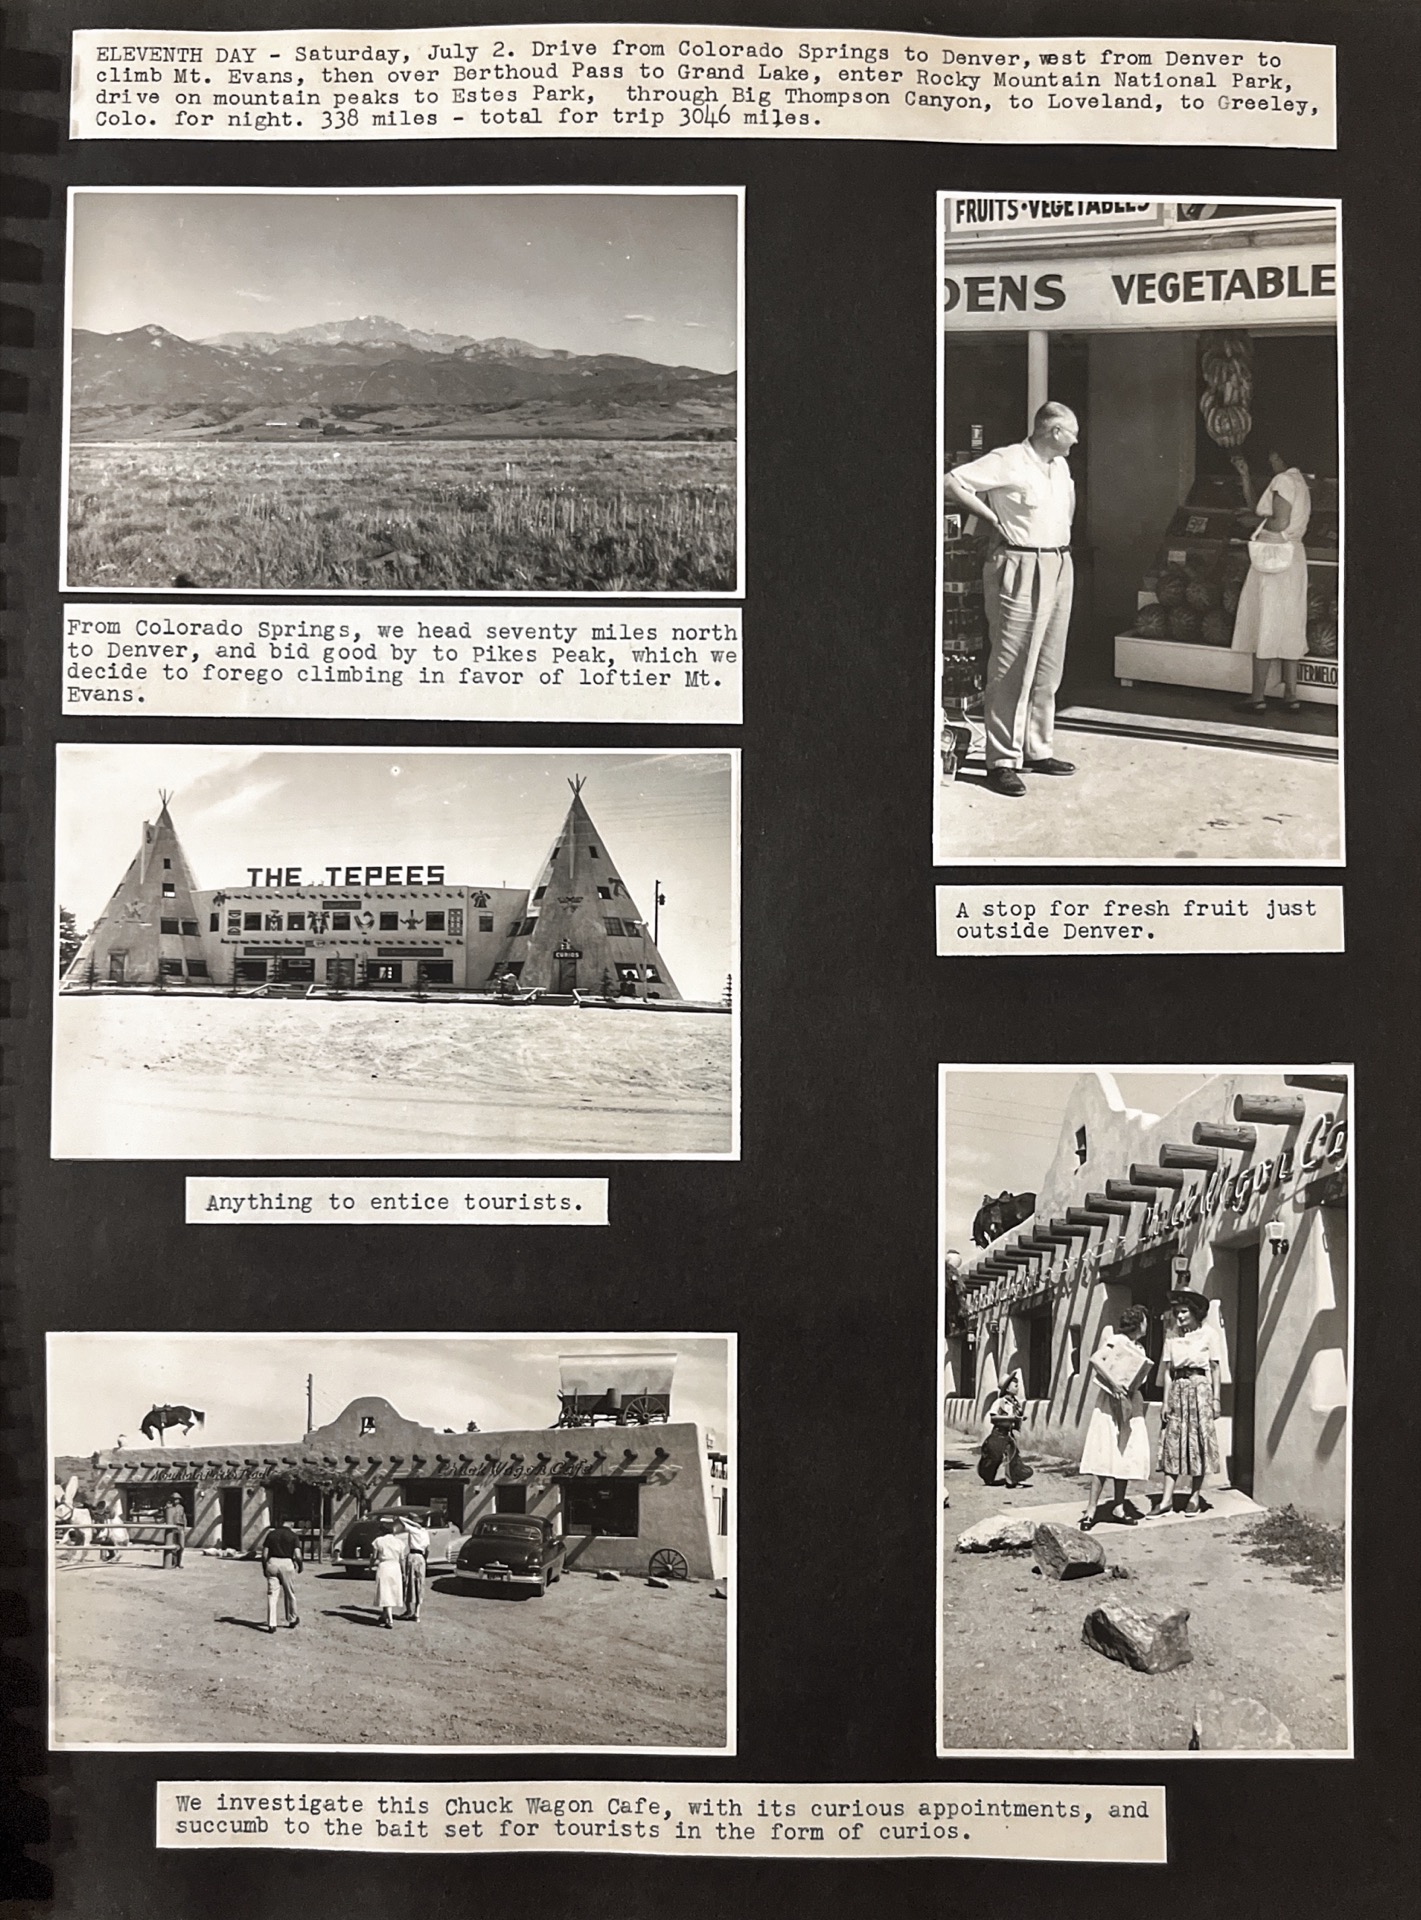 ELEVENTH DAY - Saturday, July 2. Drive from Colorado Springs to Denver, west from Denver to
climb Mt. Evans, then over Berthoud Pass to Grand Lake, enter Rocky Mountain National Park,
drive on mountain peaks to Estes Park, through Big Thompson Canyon, to Loveland, to Greeley,
Colo. for night. 338 miles - total for trip 3046 miles.
From Colorado Springs, we head seventy miles north
to Denver, and bid good by to Pikes Peak, which we
decide to forego climbing in favor of loftier Mt.
Evans.
FRUITS·VEGETABLES
DENS VEGETABLE
TERMELO
A stop for fresh fruit just
outside Denver.
THE TEPEES
CURIOS
Anything to entice tourists.
Chuck Wagon Cafe
Wagon Ca
We investigate this Chuck Wagon Cafe, with its curious appointments, and
succumb to the bait set for tourists in the form of curios.